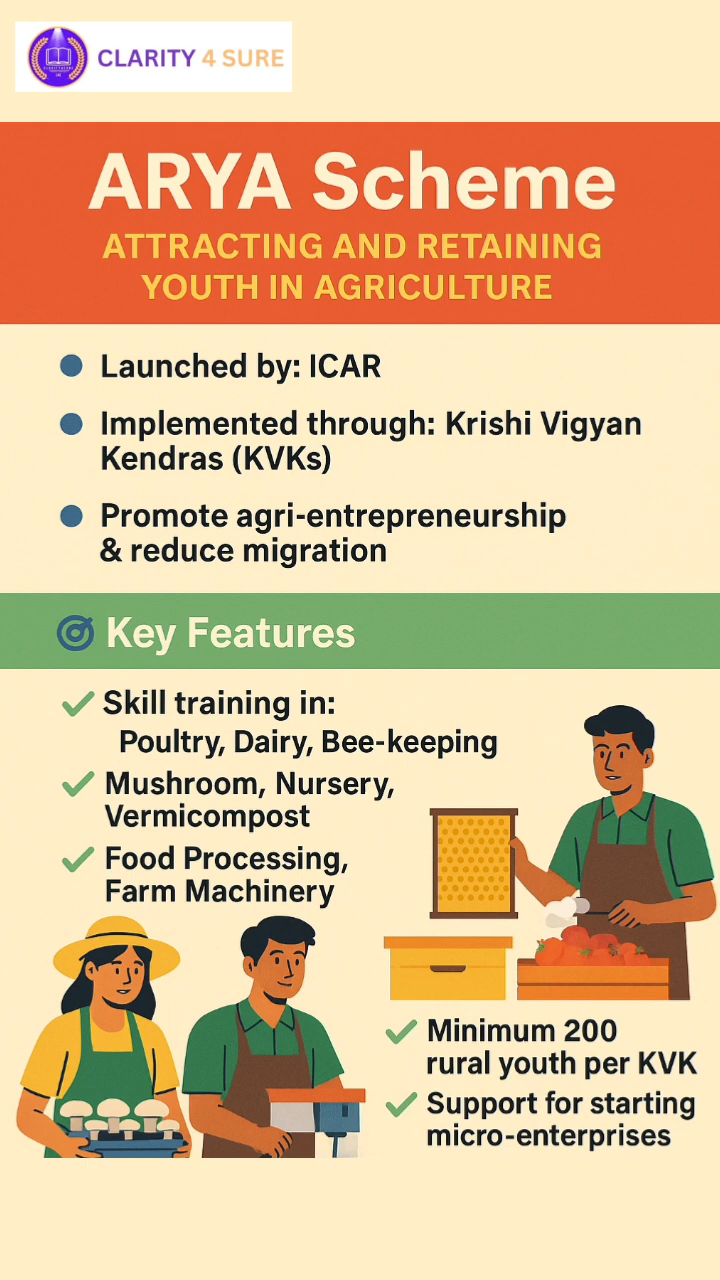 CLARITY 4 SURE
ARYA Scheme
ATTRACTING AND RETAINING
YOUTH IN AGRICULTURE
Launched by: ICAR
Implemented through: Krishi Vigyan
Kendras (KVKs)
Promote agri-entrepreneurship
& reduce migration
Key Features
Skill training in:
Poultry, Dairy, Bee-keeping
Mushroom, Nursery,
Vermicompost
Food Processing,
Farm Machinery
Minimum 200
rural youth per KVK
Support for starting
micro-enterprises